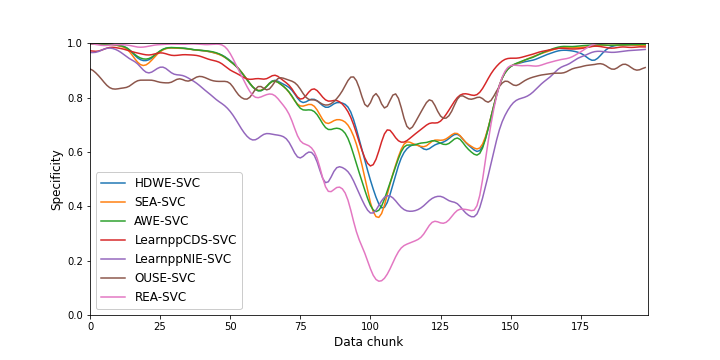 1.0
0.8
0.6
0.4
0.2
0.0
Specificity
HDWE-SVC
SEA-SVC
AWE-SVC
LearnppCDS-SVC
LearnppNIE-SVC
OUSE-SVC
REA-SVC
0 25 50 75 100 125 150 175
Data chunk